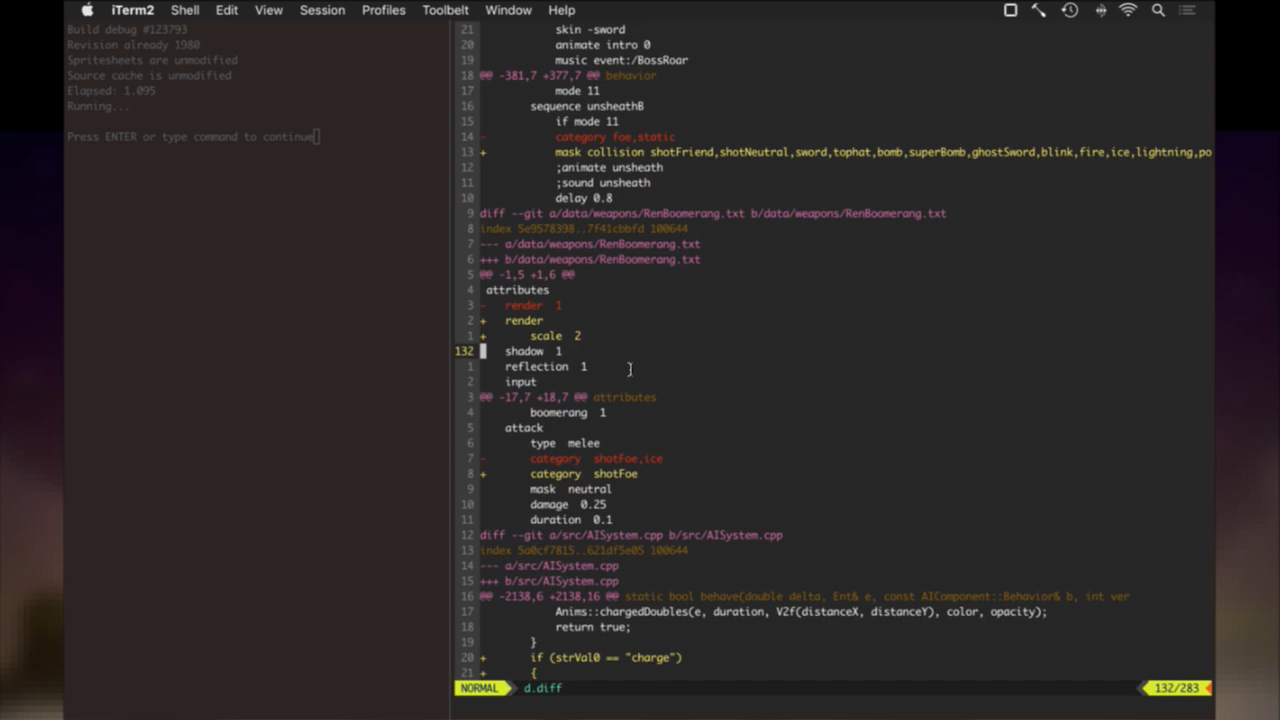 iTerm2 Shell Edit View Session Profiles Toolbelt Window Help
Build debug #123793
Revision already 1980
Spritesheets are unmodified
Source cache is unmodified
Elapsed: 1.095
Running...
Press ENTER or type command to continue
21 skin -sword
20 animate intro 0
19 music event:/BossRoar
18 @@ -381,7 +377,7 @@ behavior
17 mode 11
16 sequence unsheathB
15 if mode 11
14 - category foe,static
13 + mask collision shotFriend,shotNeutral,sword,tophat,bomb,superBomb,ghostSword,blink,fire,ice,lightning,po
12 ;animate unsheath
11 ;sound unsheath
10 delay 0.8
9 diff --git a/data/weapons/RenBoomerang.txt b/data/weapons/RenBoomerang.txt
8 index 5e9578398..7f41cbbfd 100644
7 --- a/data/weapons/RenBoomerang.txt
6 +++ b/data/weapons/RenBoomerang.txt
5 @@ -1,5 +1,6 @@
4 attributes
3 - render 1
2 + render
1 + scale 2
132 shadow 1
1 reflection 1
2 input
3 @@ -17,7 +18,7 @@ attributes
4 boomerang 1
5 attack
6 type melee
7 - category shotFoe,ice
8 + category shotFoe
9 mask neutral
10 damage 0.25
11 duration 0.1
12 diff --git a/src/AISystem.cpp b/src/AISystem.cpp
13 index 5a0cf7815..621df5e05 100644
14 --- a/src/AISystem.cpp
15 +++ b/src/AISystem.cpp
16 @@ -2138,6 +2138,16 @@ static bool behave(double delta, Ent& e, const AIComponent::Behavior& b, int ver
17 Anims::chargedDoubles(e, duration, V2f(distanceX, distanceY), color, opacity);
18 return true;
19 }
20 + if (strVal0 == "charge")
21 + {
NORMAL d.diff 132/283